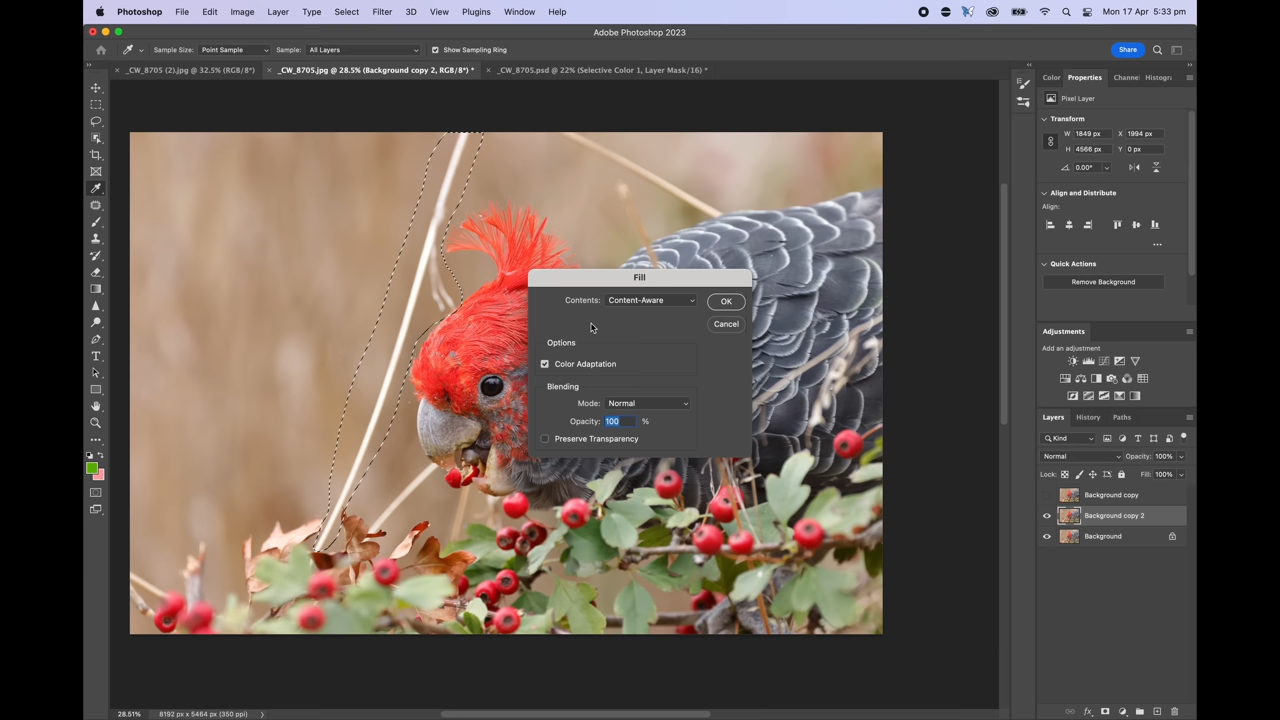 Photoshop File Edit Image Layer Type Select Filter 3D View Plugins Window Help Mon 17 Apr 5:33 pm
Adobe Photoshop 2023
Sample Size: Point Sample Sample: All Layers Show Sampling Ring Share
_CW_8705 (2).jpg @ 32.5% (RGB/8*) _CW_8705.jpg @ 28.5% (Background copy 2, RGB/8*) * _CW_8705.psd @ 22% (Selective Color 1, Layer Mask/16) *
Color Properties Channe Histogr
Pixel Layer
Transform
W 1849 px X 1994 px
H 4566 px Y 0 px
0.00°
Align and Distribute
Align:
Quick Actions
Remove Background
Fill
Contents: Content-Aware OK
Cancel
Options
Color Adaptation
Blending
Mode: Normal
Opacity: 100 %
Preserve Transparency
Adjustments
Add an adjustment
Layers History Paths
Kind
Normal Opacity: 100%
Lock: Fill: 100%
Background copy
Background copy 2
Background
28.51% 8192 px x 5464 px (350 ppi)